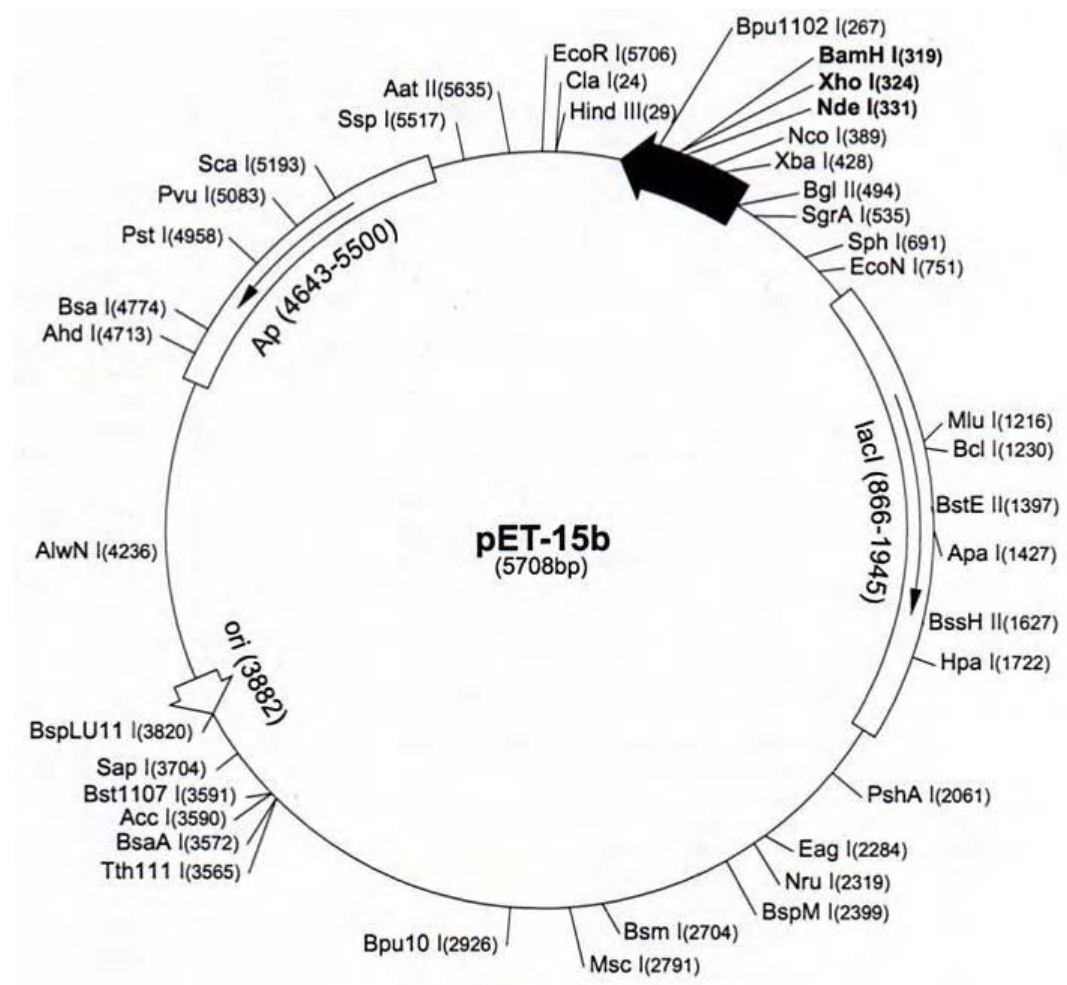 Bpu1102 I(267)
EcoR I(5706)
BamH I(319)
Cla I(24)
Xho I(324)
Aat II(5635)
Nde I(331)
Hind III(29)
Ssp I(5517)
Nco I(389)
Xba I(428)
Sca I(5193)
Bgl II(494)
Pvu I(5083)
SgrA I(535)
Pst I(4958)
Sph I(691)
EcoN I(751)
Ap (4643-5500)
Bsa I(4774)
Ahd I(4713)
Mlu I(1216)
Bcl I(1230)
lacI (866-1945)
BstE II(1397)
pET-15b
(5708bp)
AlwN I(4236)
Apa I(1427)
BssH II(1627)
ori (3882)
Hpa I(1722)
BspLU11 I(3820)
Sap I(3704)
Bst1107 I(3591)
PshA I(2061)
Acc I(3590)
BsaA I(3572)
Eag I(2284)
Tth111 I(3565)
Nru I(2319)
BspM I(2399)
Bsm I(2704)
Bpu10 I(2926)
Msc I(2791)